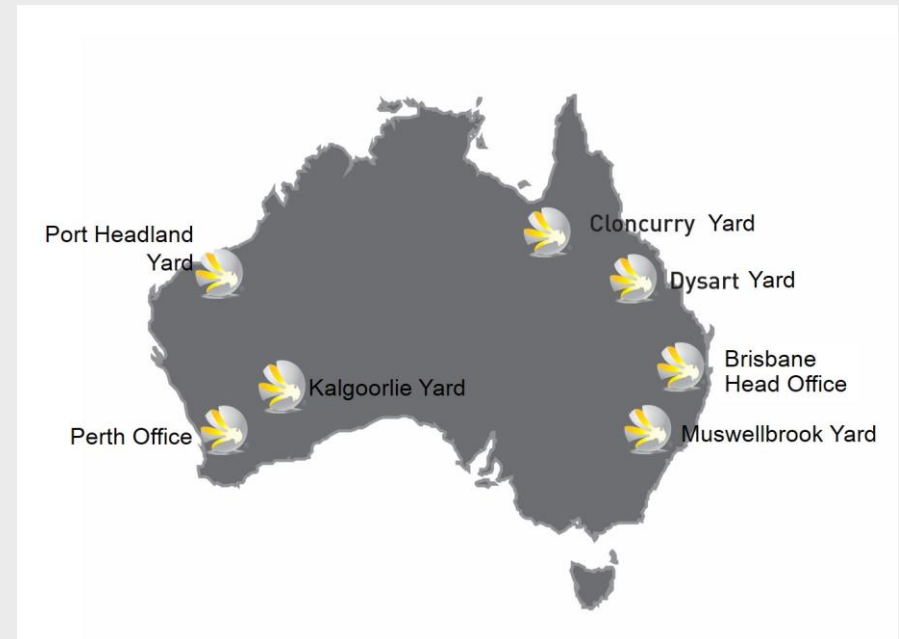 Cloncurry Yard
Port Headland
Yard
Dysart Yard
Brisbane
Head Office
Kalgoorlie Yard
Perth Office
Muswellbrook Yard